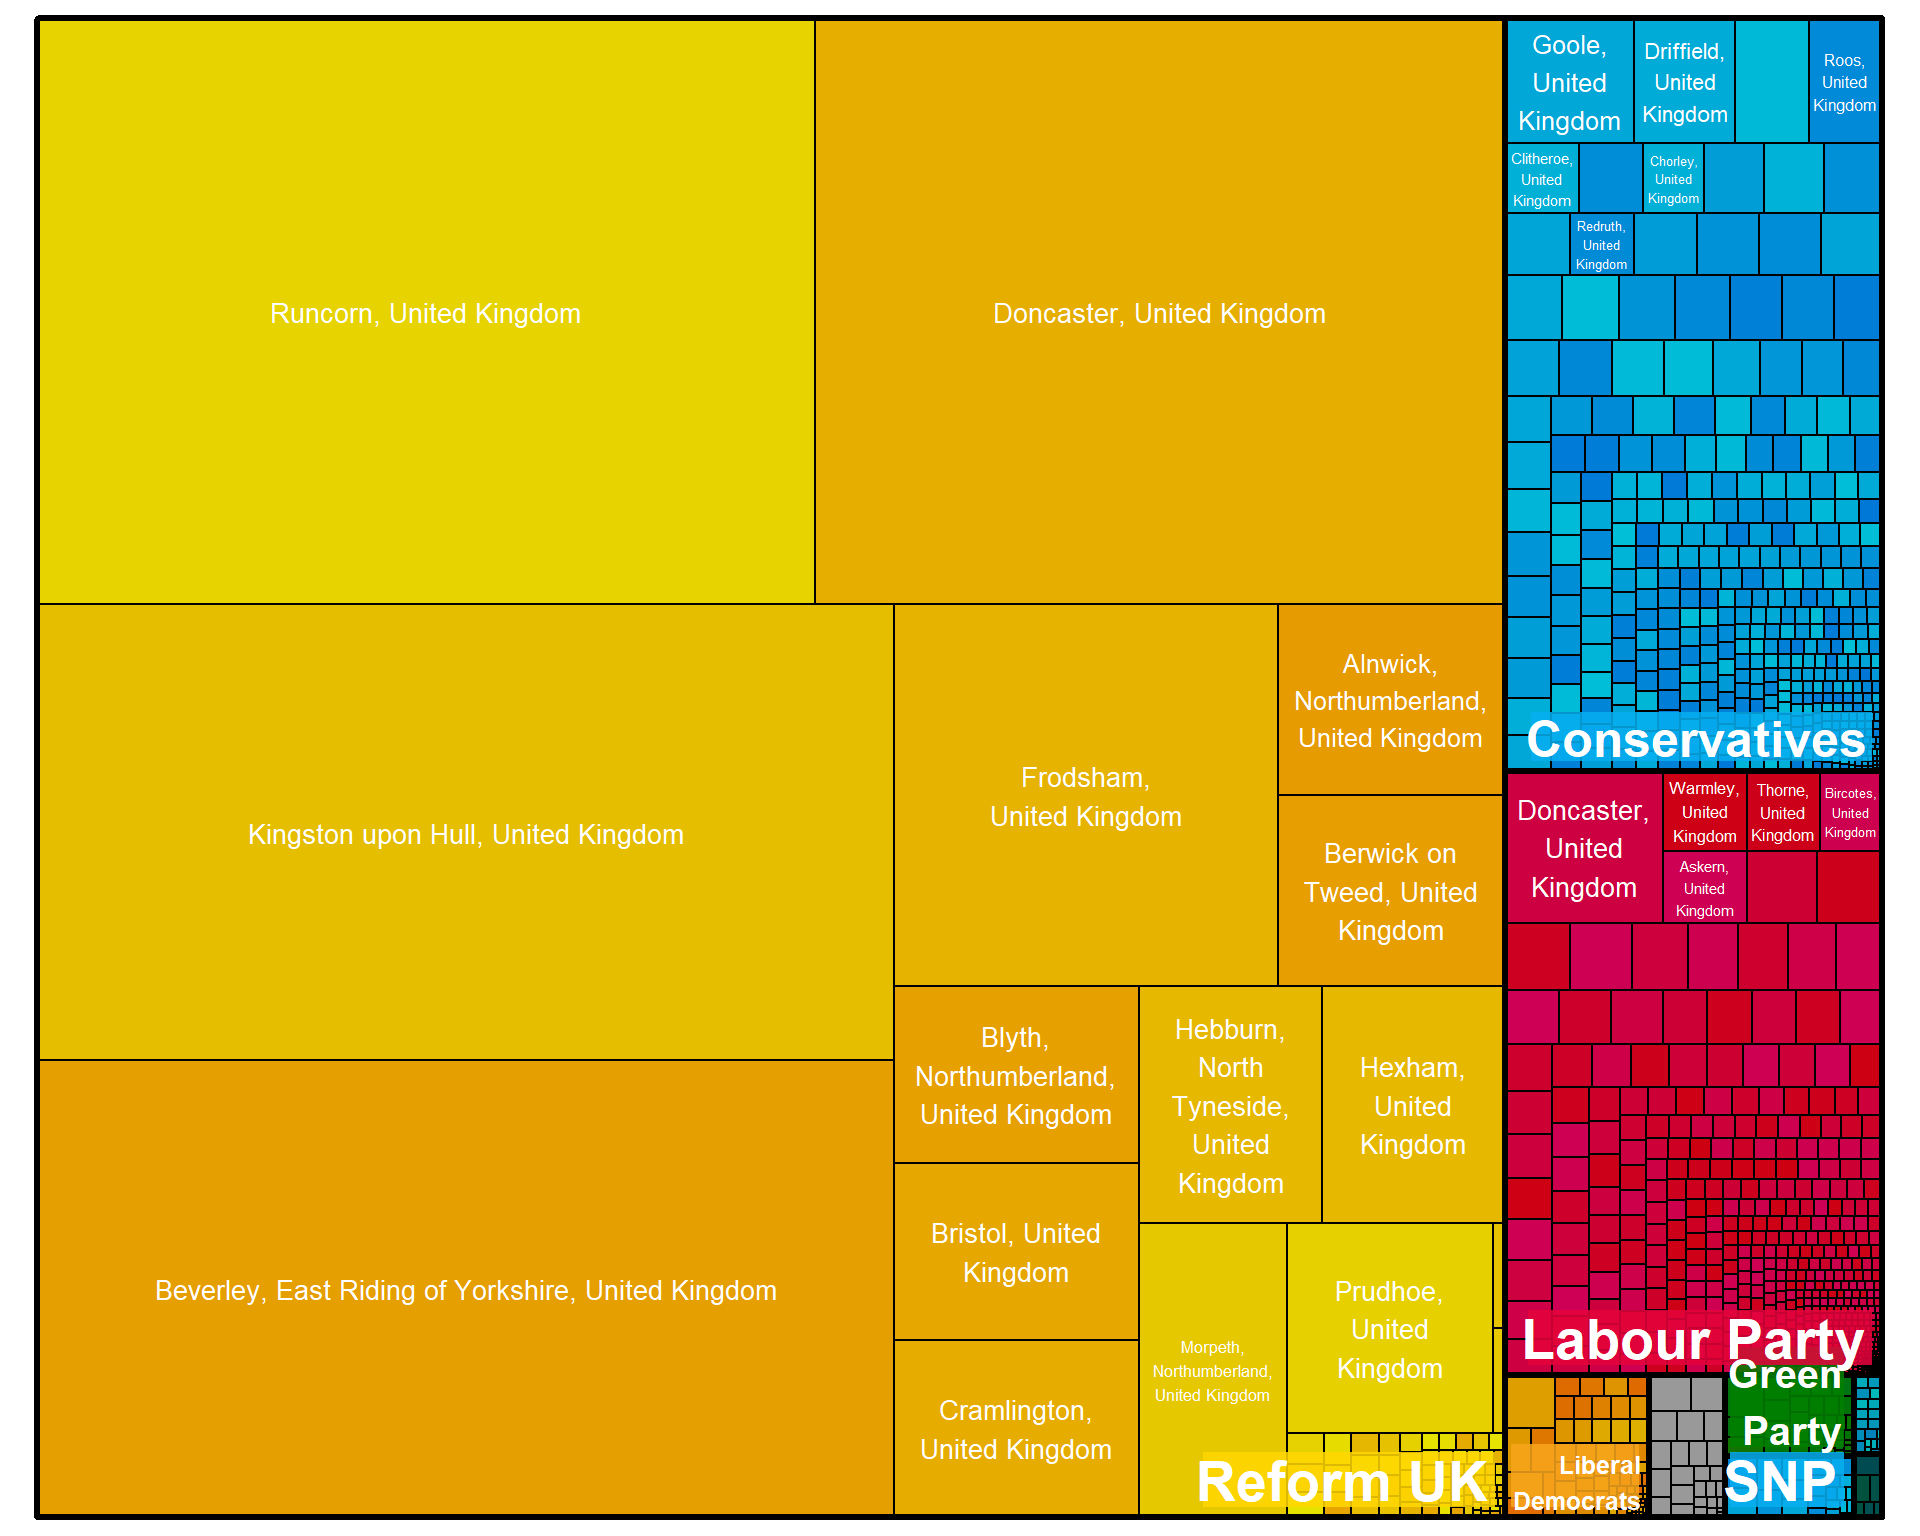 Runcorn, United Kingdom
Doncaster, United Kingdom
Kingston upon Hull, United Kingdom
Beverley, East Riding of Yorkshire, United Kingdom
Frodsham,
United Kingdom
Alnwick,
Northumberland,
United Kingdom
Berwick on
Tweed, United
Kingdom
Blyth,
Northumberland,
United Kingdom
Bristol, United
Kingdom
Cramlington,
United Kingdom
Hebburn,
North
Tyneside,
United
Kingdom
Hexham,
United
Kingdom
Morpeth,
Northumberland,
United Kingdom
Prudhoe,
United
Kingdom
Reform UK
Goole,
United
Kingdom
Driffield,
United
Kingdom
Roos,
United
Kingdom
Clitheroe,
United
Kingdom
Chorley,
United
Kingdom
Redruth,
United
Kingdom
Conservatives
Doncaster,
United
Kingdom
Warmley,
United
Kingdom
Thorne,
United
Kingdom
Bircotes,
United
Kingdom
Askern,
United
Kingdom
Labour Party
Green
Party
Liberal
Democrats
SNP